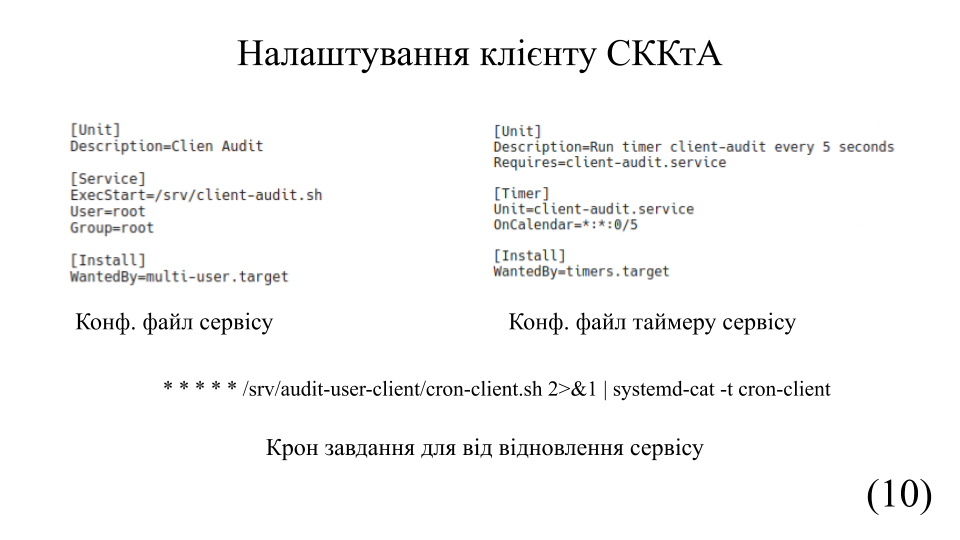 Налаштування клієнту СККтА
[Unit]
Description=Clien Audit
[Service]
ExecStart=/srv/client-audit.sh
User=root
Group=root
[Install]
WantedBy=multi-user.target
Конф. файл сервісу
[Unit]
Description=Run timer client-audit every 5 seconds
Requires=client-audit.service
[Timer]
Unit=client-audit.service
OnCalendar=*:*:0/5
[Install]
WantedBy=timers.target
Конф. файл таймеру сервісу
* * * * * /srv/audit-user-client/cron-client.sh 2>&1 | systemd-cat -t cron-client
Крон завдання для від відновлення сервісу
(10)